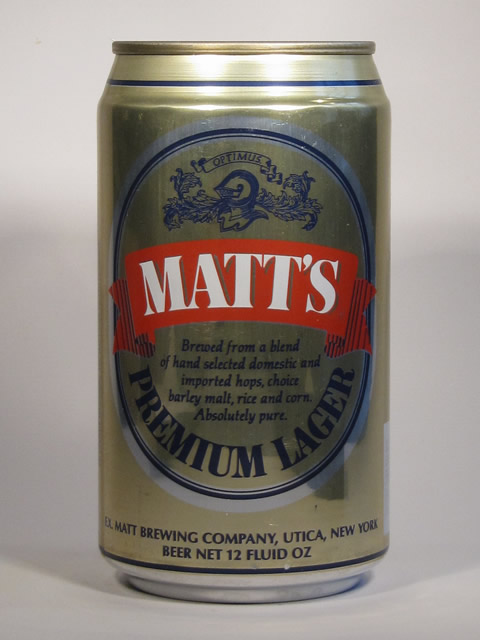 OPTIMUS
MATT'S
Brewed from a blend
of hand selected domestic and
imported hops, choice
barley malt, rice and corn.
Absolutely pure.
PREMIUM LAGER
F.X. MATT BREWING COMPANY, UTICA, NEW YORK
BEER NET 12 FLUID OZ